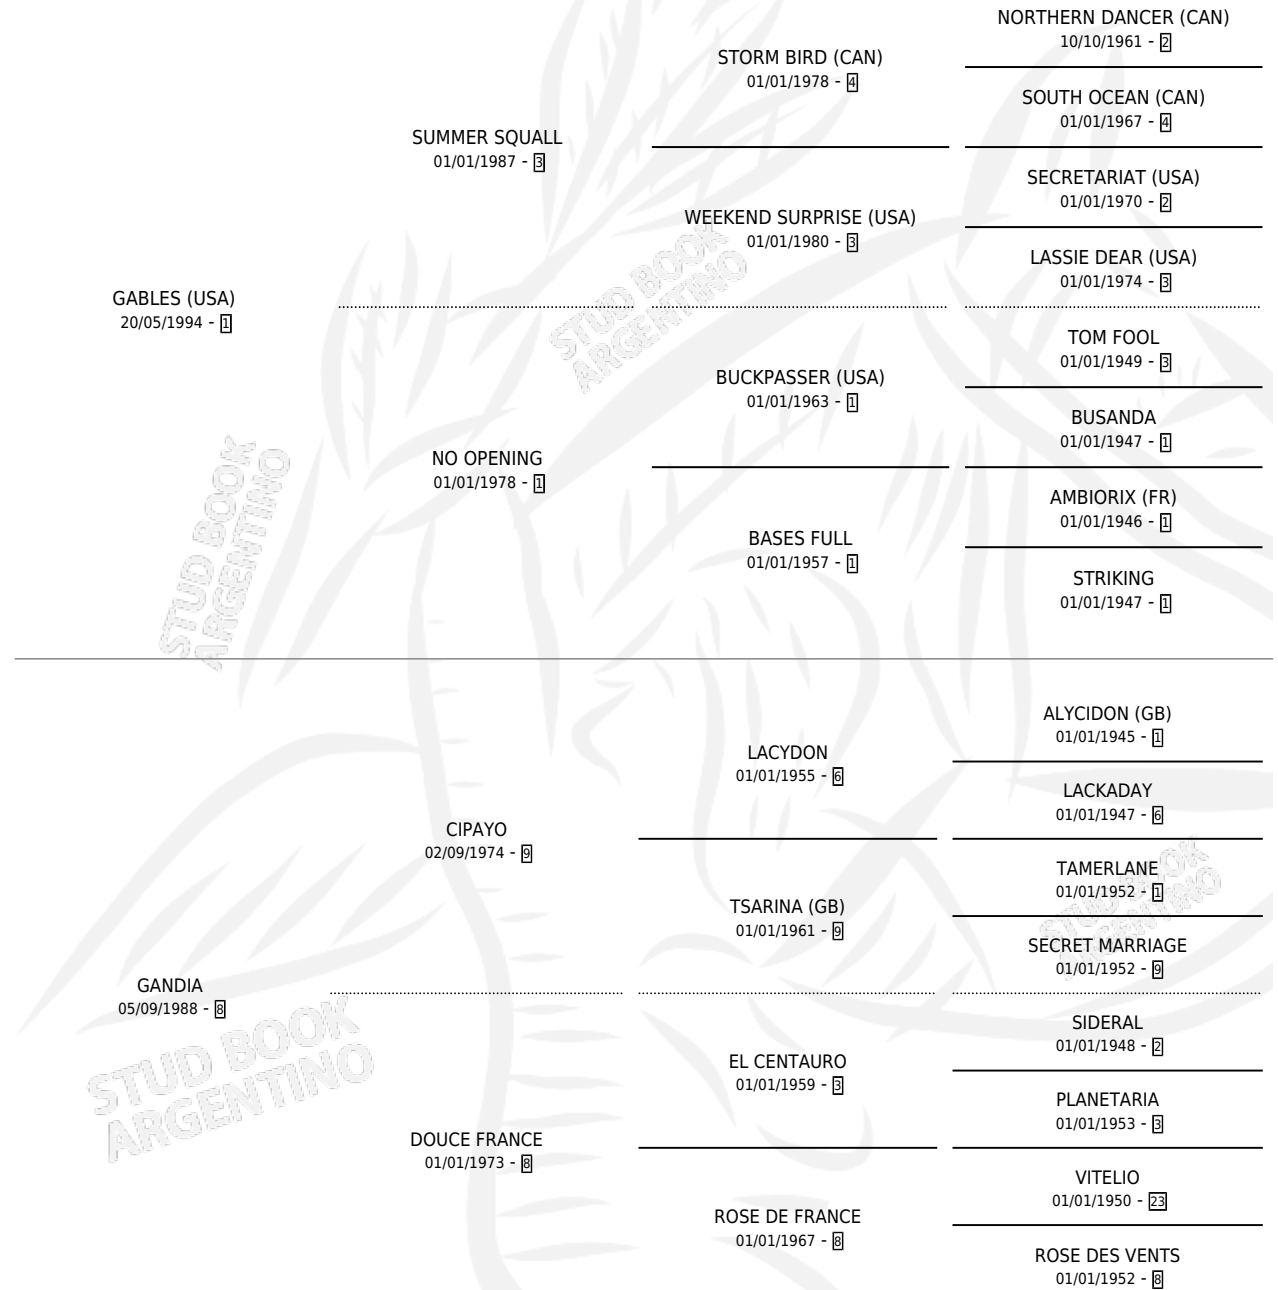 NORTHERN DANCER (CAN)
10/10/1961 - 2
STORM BIRD (CAN)
01/01/1978 - 4
SOUTH OCEAN (CAN)
01/01/1967 - 4
SUMMER SQUALL
01/01/1987 - 3
SECRETARIAT (USA)
01/01/1970 - 2
WEEKEND SURPRISE (USA)
01/01/1980 - 3
LASSIE DEAR (USA)
01/01/1974 - 3
GABLES (USA)
20/05/1994 - 1
TOM FOOL
01/01/1949 - 3
BUCKPASSER (USA)
01/01/1963 - 1
BUSANDA
01/01/1947 - 1
NO OPENING
01/01/1978 - 1
AMBIORIX (FR)
01/01/1946 - 1
BASES FULL
01/01/1957 - 1
STRIKING
01/01/1947 - 1
ALYCIDON (GB)
01/01/1945 - 1
LACYDON
01/01/1955 - 6
LACKADAY
01/01/1947 - 6
CIPAYO
02/09/1974 - 9
TAMERLANE
01/01/1952 - 1
TSARINA (GB)
01/01/1961 - 9
SECRET MARRIAGE
01/01/1952 - 9
GANDIA
05/09/1988 - 8
SIDERAL
01/01/1948 - 2
EL CENTAURO
01/01/1959 - 3
PLANETARIA
01/01/1953 - 3
DOUCE FRANCE
01/01/1973 - 8
VITELIO
01/01/1950 - 23
ROSE DE FRANCE
01/01/1967 - 8
ROSE DES VENTS
01/01/1952 - 8
STUD BOOK
ARGENTINO
STUD BOOK
ARGENTINO
STUD BOOK
ARGENTINO
STUD BOOK
ARGENTINO